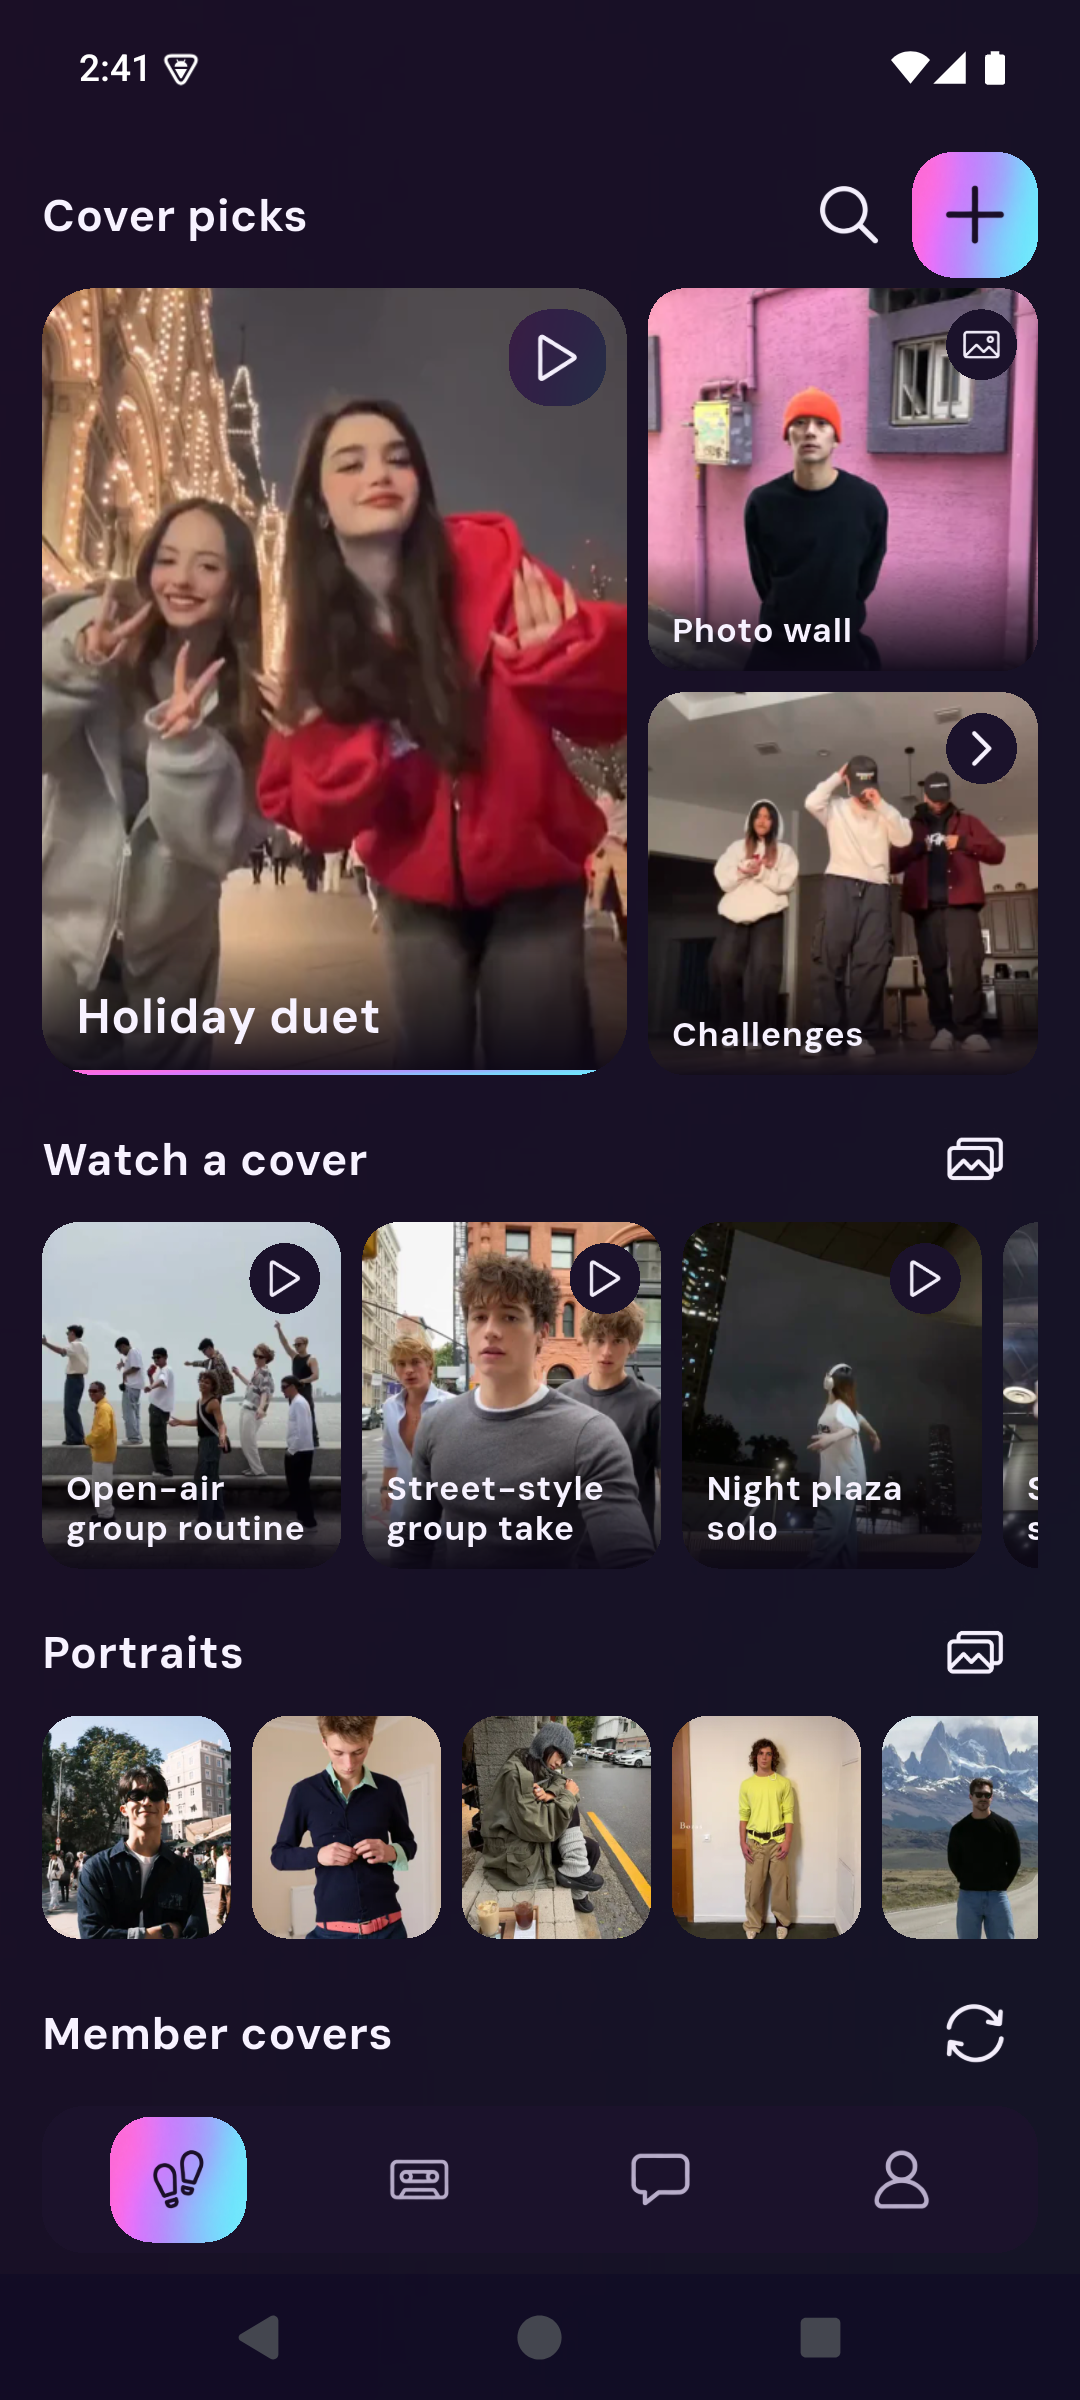 2:41
Cover picks
Holiday duet
Photo wall
Challenges
Watch a cover
Open-air
group routine
Street-style
group take
Night plaza
solo
Portraits
Member covers